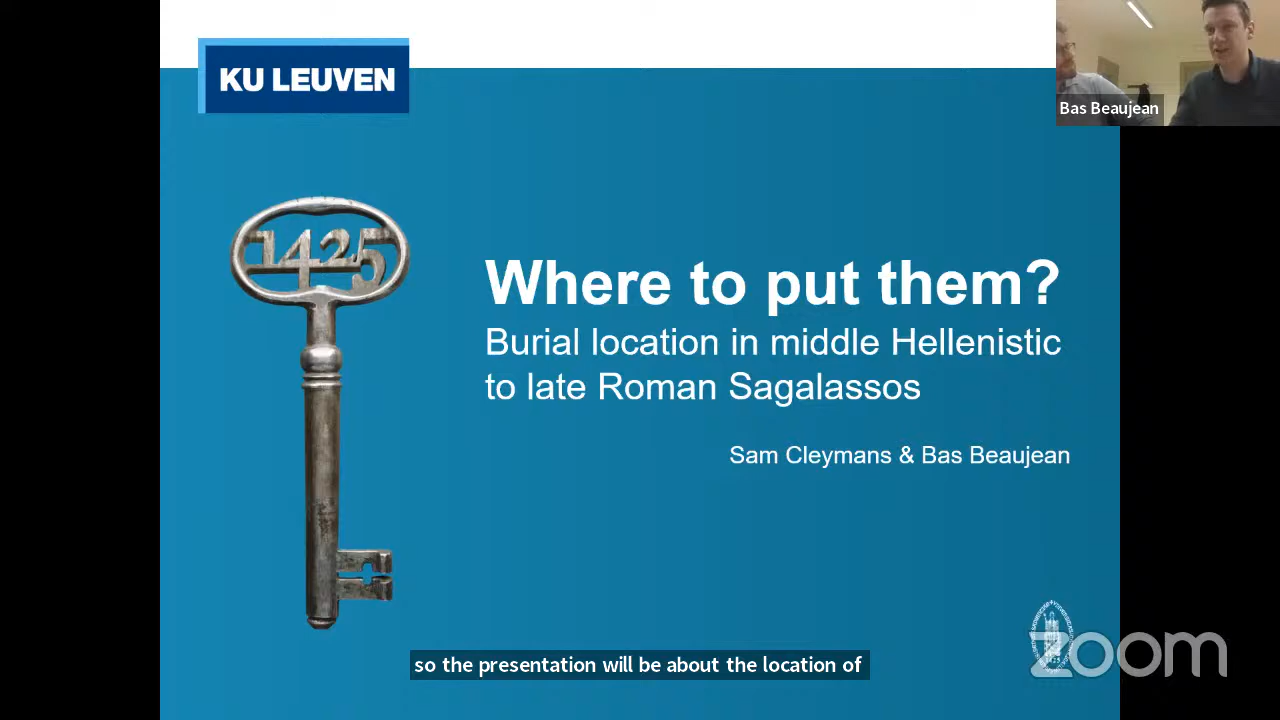 KU LEUVEN
Bas Beaujean
1425
Where to put them?
Burial location in middle Hellenistic
to late Roman Sagalassos
Sam Cleymans & Bas Beaujean
so the presentation will be about the location of
zoom